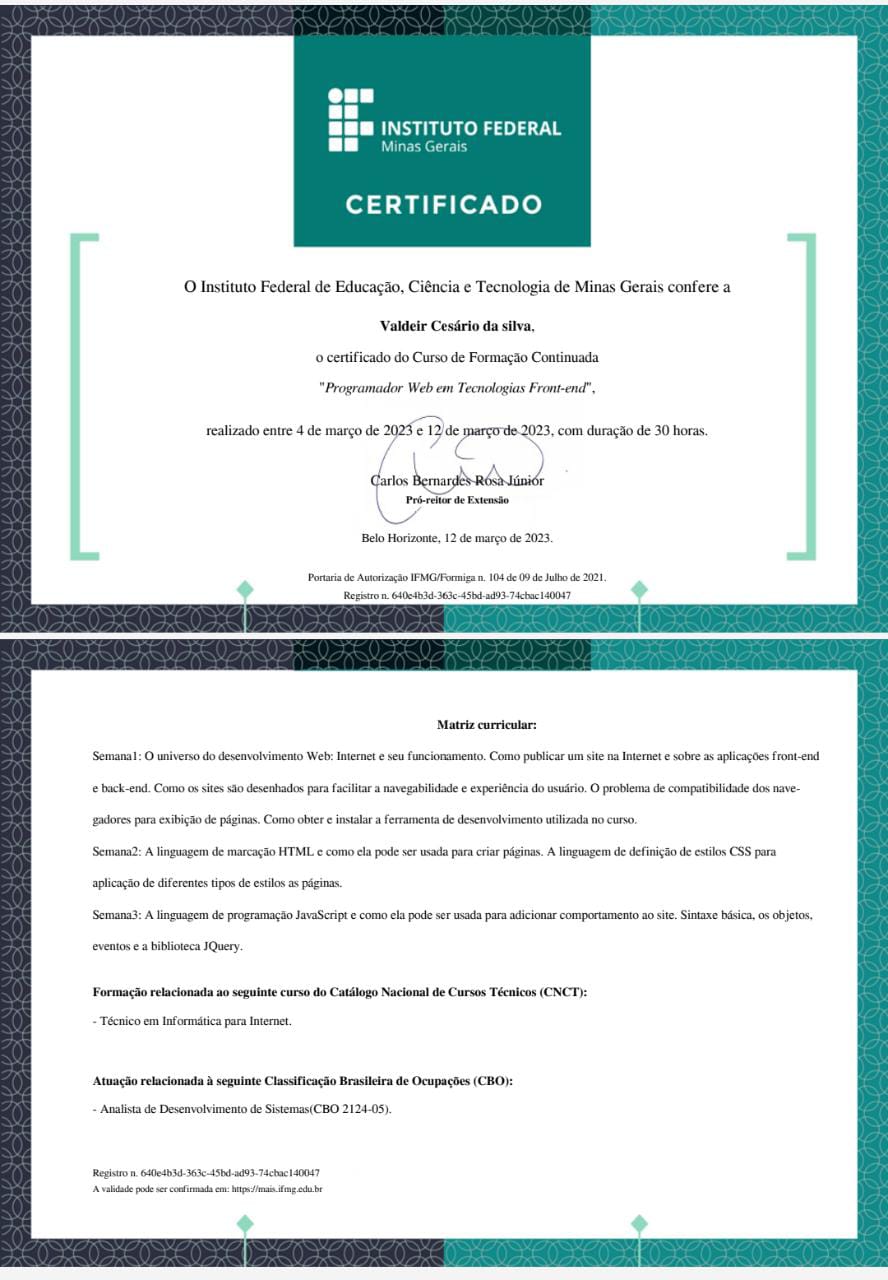 INSTITUTO FEDERAL
Minas Gerais
CERTIFICADO
O Instituto Federal de Educação, Ciência e Tecnologia de Minas Gerais confere a
Valdeir Cesário da silva,
o certificado do Curso de Formação Continuada
"Programador Web em Tecnologias Front-end",
realizado entre 4 de março de 2023 e 12 de março de 2023, com duração de 30 horas.
Carlos Bernardes Rosa Júnior
Pró-reitor de Extensão
Belo Horizonte, 12 de março de 2023.
Portaria de Autorização IFMG/Formiga n. 104 de 09 de Julho de 2021.
Registro n. 640e4b3d-363c-45bd-ad93-74cbac140047
Matriz curricular:
Semana1: O universo do desenvolvimento Web: Internet e seu funcionamento. Como publicar um site na Internet e sobre as aplicações front-end
e back-end. Como os sites são desenhados para facilitar a navegabilidade e experiência do usuário. O problema de compatibilidade dos nave-
gadores para exibição de páginas. Como obter e instalar a ferramenta de desenvolvimento utilizada no curso.
Semana2: A linguagem de marcação HTML e como ela pode ser usada para criar páginas. A linguagem de definição de estilos CSS para
aplicação de diferentes tipos de estilos as páginas.
Semana3: A linguagem de programação JavaScript e como ela pode ser usada para adicionar comportamento ao site. Sintaxe básica, os objetos,
eventos e a biblioteca JQuery.
Formação relacionada ao seguinte curso do Catálogo Nacional de Cursos Técnicos (CNCT):
- Técnico em Informática para Internet.
Atuação relacionada à seguinte Classificação Brasileira de Ocupações (CBO):
- Analista de Desenvolvimento de Sistemas(CBO 2124-05).
Registro n. 640e4b3d-363c-45bd-ad93-74cbac140047
A validade pode ser confirmada em: https://mais.ifmg.edu.br